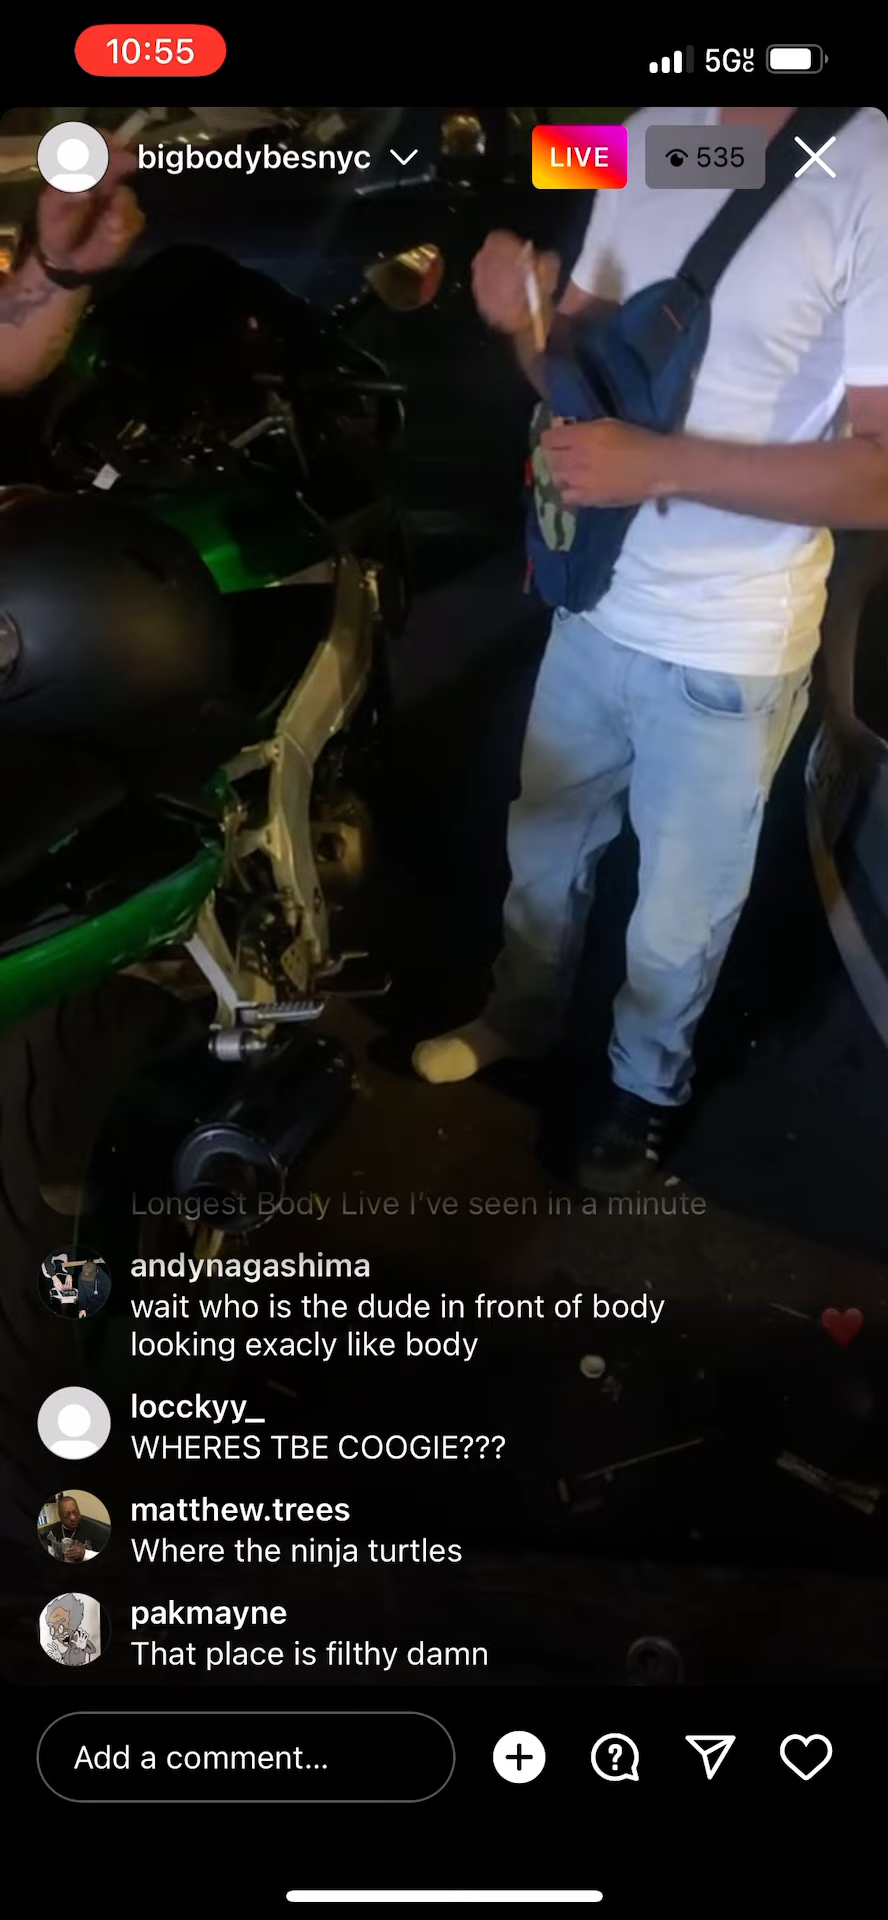 10:55
5GUC
bigbodybesnyc
LIVE
535
Longest Body Live I've seen in a minute
andynagashima
wait who is the dude in front of body
looking exacly like body
locckyy_
WHERES TBE COOGIE???
matthew.trees
Where the ninja turtles
pakmayne
That place is filthy damn
Add a comment...